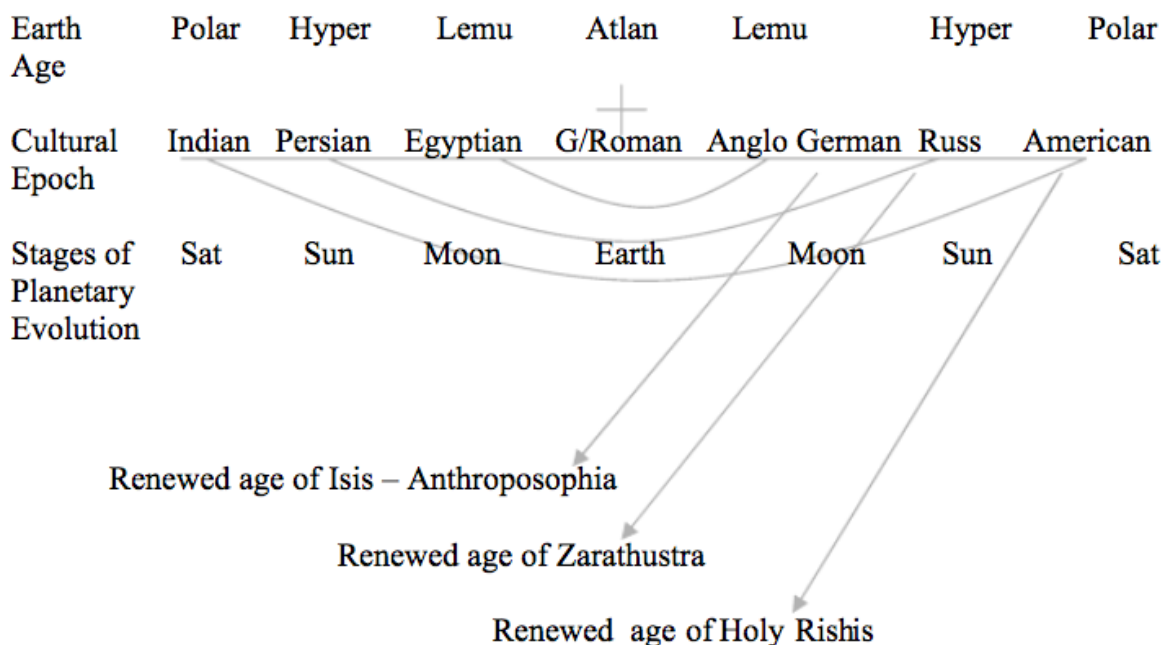 Earth Age Polar Hyper Lemu Atlan Lemu Hyper Polar
Cultural Epoch Indian Persian Egyptian G/Roman Anglo German Russ American
Stages of Planetary Evolution Sat Sun Moon Earth Moon Sun Sat
Renewed age of Isis – Anthroposophia
Renewed age of Zarathustra
Renewed age of Holy Rishis